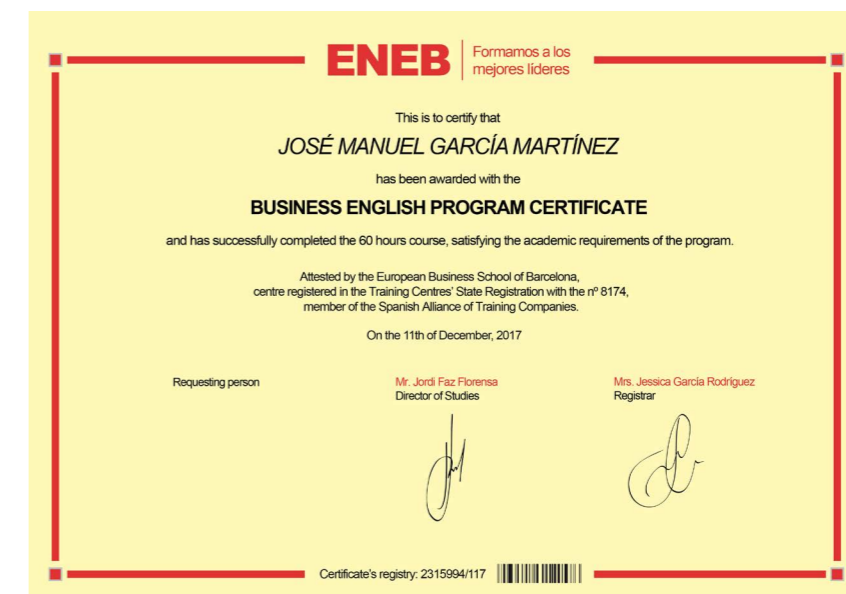 ENEB
Formamos a los
mejores líderes
This is to certify that
JOSÉ MANUEL GARCÍA MARTÍNEZ
has been awarded with the
BUSINESS ENGLISH PROGRAM CERTIFICATE
and has successfully completed the 60 hours course, satisfying the academic requirements of the program.
Attested by the European Business School of Barcelona,
centre registered in the Training Centres' State Registration with the nº 8174,
member of the Spanish Alliance of Training Companies.
On the 11th of December, 2017
Requesting person
Mr. Jordi Faz Florensa
Director of Studies
Mrs. Jessica García Rodríguez
Registrar
Certificate's registry: 2315994/117